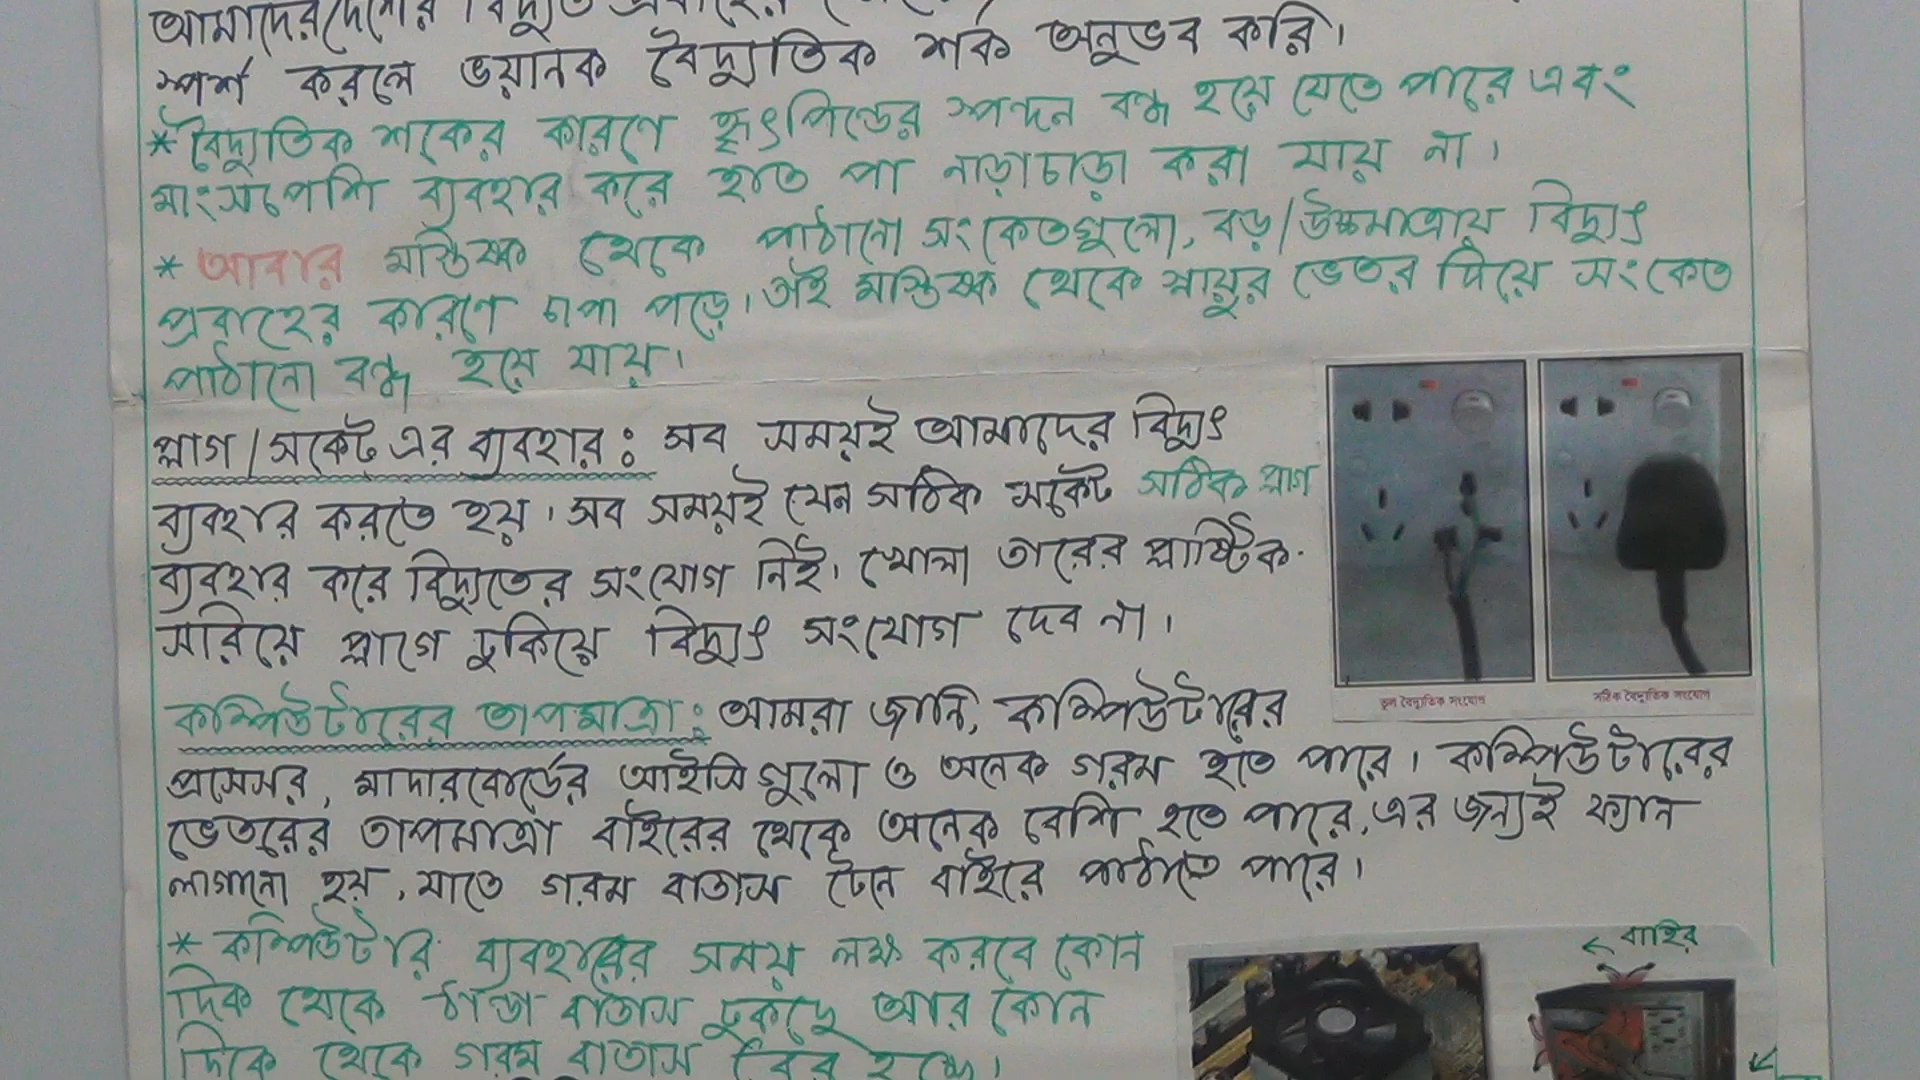 আমাদেরদেশের বিদ্যুত প্রবাহের
স্পর্শ করলে ভয়ানক বৈদ্যুতিক শর্ক অনুভব করি।
*বৈদ্যুতিক শকের কারণে হৃৎপিন্ডের স্পন্দন বন্ধ হয়ে যেতে পারে এবং
মাংসপেশি ব্যবহার করে হাত পা নাড়াচাড়া করা যায় না।
* আবার মস্তিষ্ক থেকে পাঠানো সংকেতগুলো, বড়/উচ্চমাত্রায় বিদ্যুৎ
প্রবাহের কারণে চাপা পড়ে। তাই মস্তিষ্ক থেকে স্নায়ুর ভেতর দিয়ে সংকেত
পাঠানো বন্ধ হয়ে যায়।
প্লাগ/সকেট এর ব্যবহার: সব সময়ই আমাদের বিদ্যুৎ
ব্যবহার করতে হয়। সব সময়ই যেন সঠিক সকেট সঠিক প্লাগ
ব্যবহার করে বিদ্যুতের সংযোগ নিই। খোলা তারের প্লাষ্টিক
সরিয়ে প্লাগে ঢুকিয়ে বিদ্যুৎ সংযোগ দেব না।
ভুল বৈদ্যুতিক সংযোগ
সঠিক বৈদ্যুতিক সংযোগ
কম্পিউটারের তাপমাত্রা: আমরা জানি, কম্পিউটারের
প্রসেসর, মাদারবোর্ডের আইসিগুলো ও অনেক গরম হতে পারে। কম্পিউটারের
ভেতরের তাপমাত্রা বাইরের থেকে অনেক বেশি হতে পারে, এর জন্যই ফ্যান
লাগানো হয়, যাতে গরম বাতাস টেনে বাইরে পাঠাতে পারে।
* কম্পিউটার ব্যবহারের সময় লক্ষ করবে কোন
দিক থেকে ঠান্ডা বাতাস ঢুকছে আর কোন
দিকে থেকে গরম বাতাস বের হচ্ছে।
বাহির